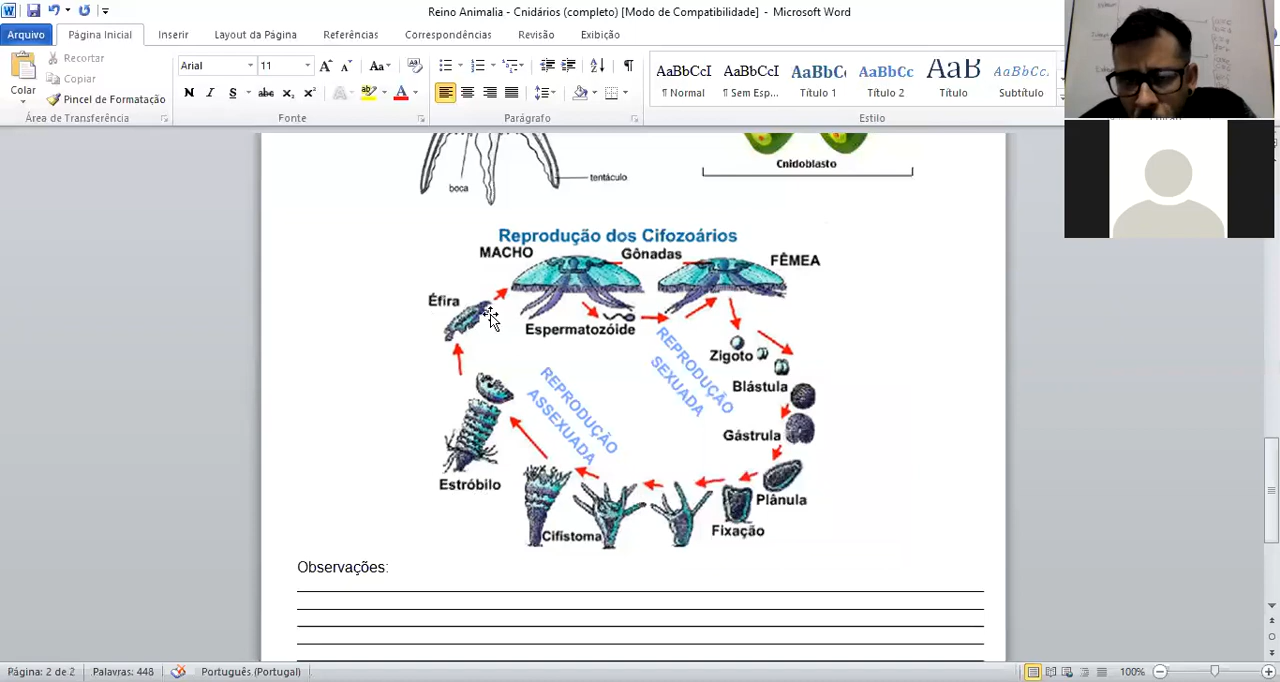 Reino Animalia - Cnidários (completo) [Modo de Compatibilidade] - Microsoft Word
Arquivo Página Inicial Inserir Layout da Página Referências Correspondências Revisão Exibição
Colar
Recortar
Copiar
Pincel de Formatação
Área de Transferência
Arial 11
N I S abc x₂ x²
Fonte
Parágrafo
AaBbCcI AaBbCcI AaBbC AaBbCc AaB AaBbCc
¶ Normal ¶ Sem Esp... Título 1 Título 2 Título Subtítulo
Estilo
boca
tentáculo
Cnidoblasto
Reprodução dos Cifozoários
MACHO
Gônadas
FÊMEA
Éfira
Espermatozóide
Zigoto
Blástula
REPRODUÇÃO SEXUADA
REPRODUÇÃO ASSEXUADA
Gástrula
Estróbilo
Plânula
Fixação
Cifístoma
Observações:
Página: 2 de 2 Palavras: 448 Português (Portugal) 100%